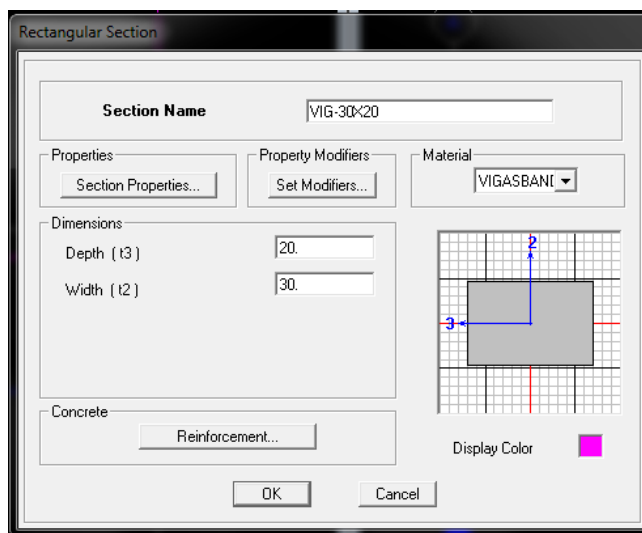 Rectangular Section
Section Name VIG-30X20
Properties
Section Properties...
Property Modifiers
Set Modifiers...
Material
VIGASBAND
Dimensions
Depth ( t3 ) 20.
Width ( t2 ) 30.
2
3
Concrete
Reinforcement...
Display Color
OK Cancel